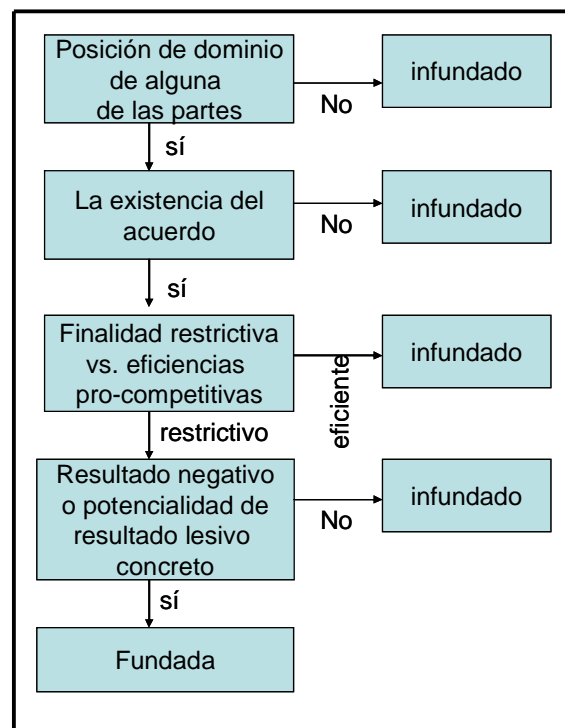 Posición de dominio
de alguna
de las partes
No
infundado
sí
La existencia del
acuerdo
No
infundado
sí
Finalidad restrictiva
vs. eficiencias
pro-competitivas
eficiente
infundado
restrictivo
Resultado negativo
o potencialidad de
resultado lesivo
concreto
No
infundado
sí
Fundada